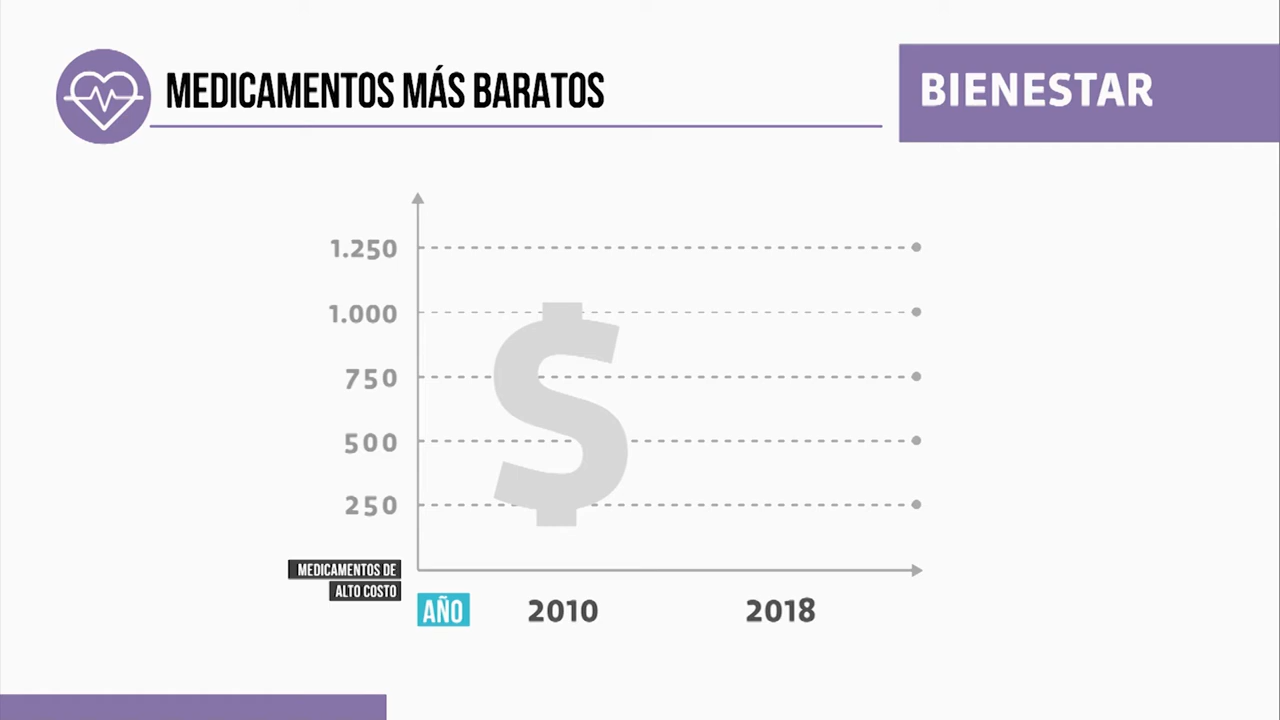 MEDICAMENTOS MÁS BARATOS
BIENESTAR
1.250
1.000
750
500
250
$
MEDICAMENTOS DE
ALTO COSTO
AÑO 2010 2018